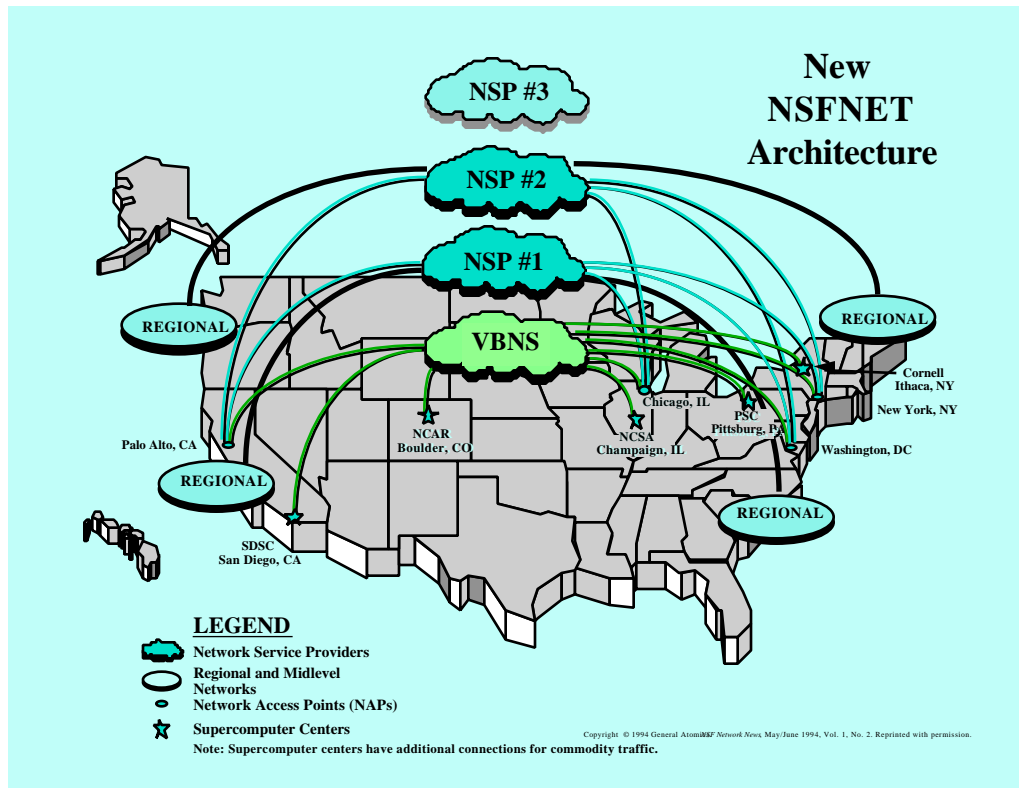 New
NSFNET
Architecture
NSP #3
NSP #2
NSP #1
VBNS
REGIONAL
REGIONAL
Cornell
Ithaca, NY
New York, NY
Chicago, IL
PSC
Pittsburg, PA
NCAR
Boulder, CO
NCSA
Champaign, IL
Palo Alto, CA
Washington, DC
REGIONAL
REGIONAL
SDSC
San Diego, CA
LEGEND
Network Service Providers
Regional and Midlevel
Networks
Network Access Points (NAPs)
Supercomputer Centers
Note: Supercomputer centers have additional connections for commodity traffic.
Copyright © 1994 General Network News, May/June 1994, Vol. 1, No. 2. Reprinted with permission.